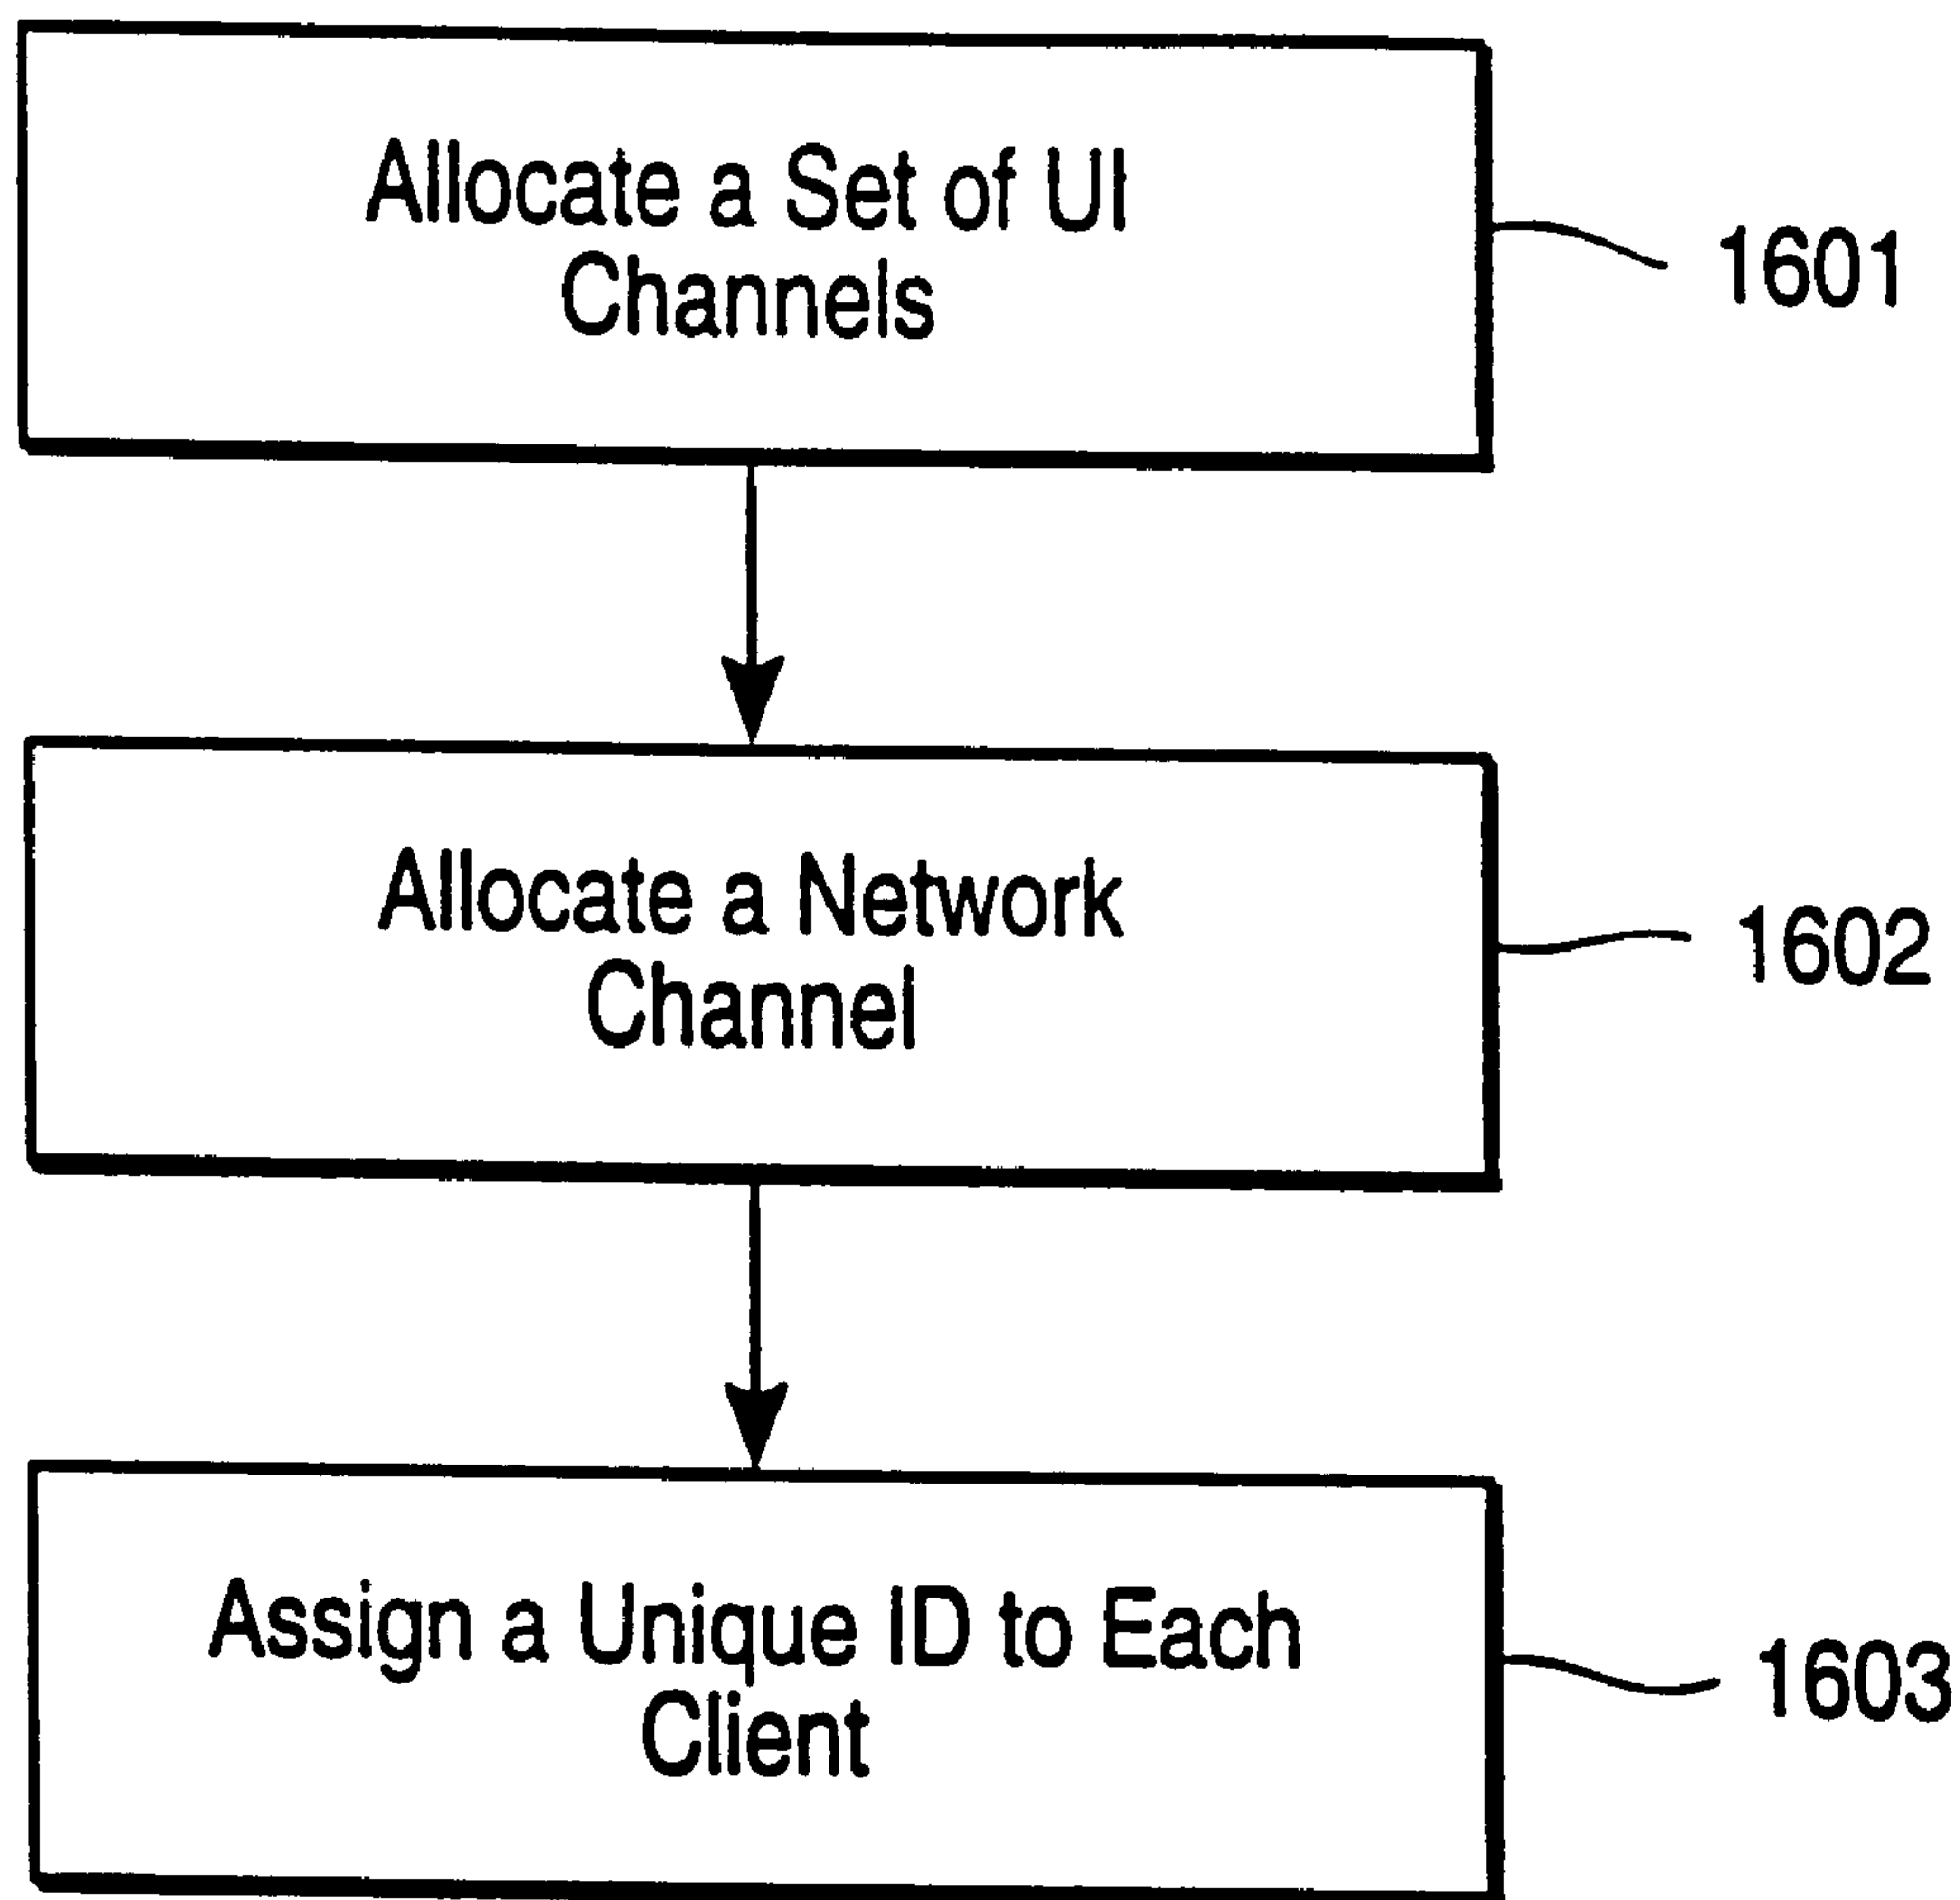 Allocate a Set of UI
Channels
1601
Allocate a Network
Channel
1602
Assign a Unique ID to Each
Client
1603